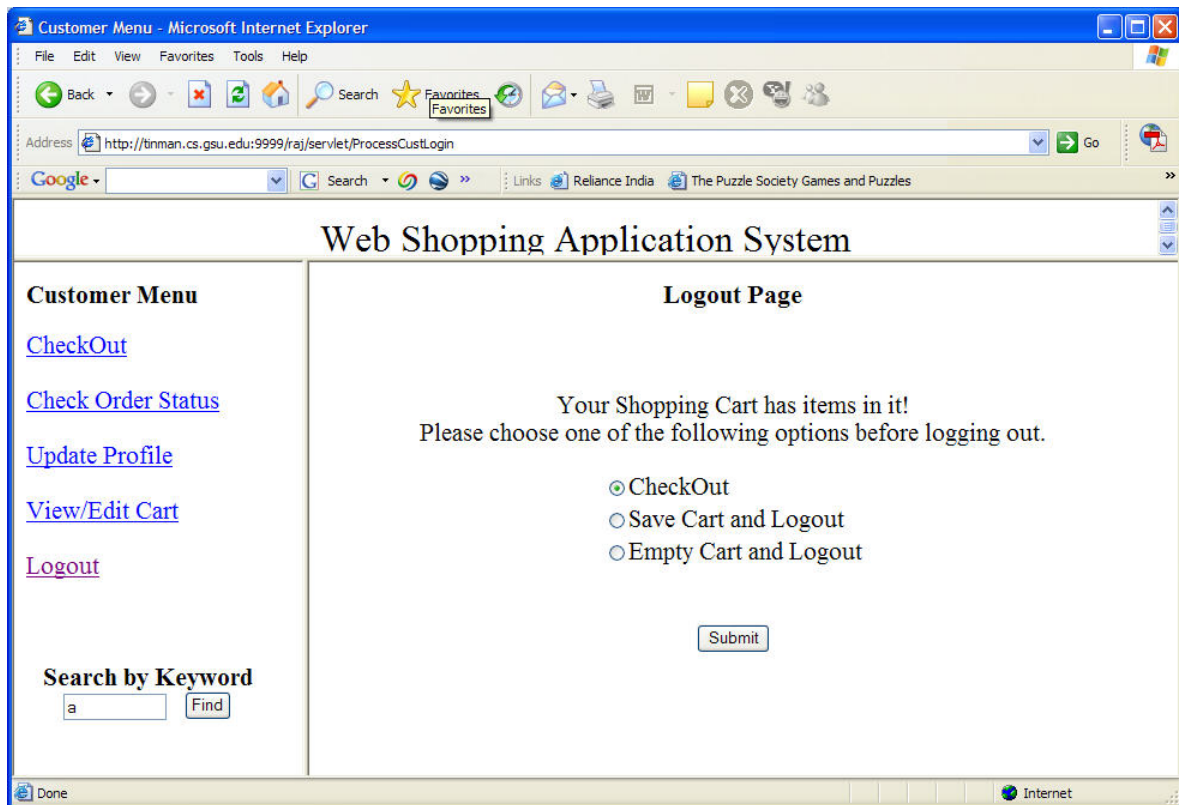 Customer Menu - Microsoft Internet Explorer
File Edit View Favorites Tools Help
Back Search Favorites
Favorites
Address http://tinman.cs.gsu.edu:9999/raj/servlet/ProcessCustLogin Go
Google Search » Links Reliance India The Puzzle Society Games and Puzzles »
Web Shopping Application System
Customer Menu
CheckOut
Check Order Status
Update Profile
View/Edit Cart
Logout
Search by Keyword
a Find
Logout Page
Your Shopping Cart has items in it!
Please choose one of the following options before logging out.
CheckOut
Save Cart and Logout
Empty Cart and Logout
Submit
Done Internet